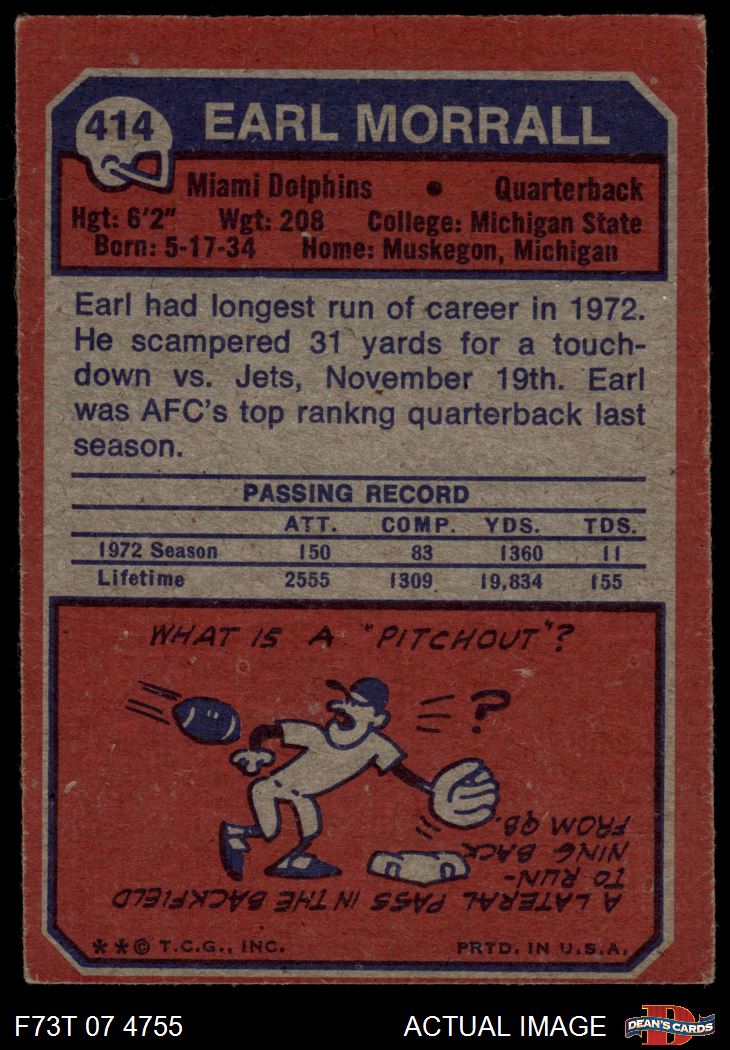 414 EARL MORRALL
Miami Dolphins • Quarterback
Hgt: 6'2" Wgt: 208 College: Michigan State
Born: 5-17-34 Home: Muskegon, Michigan
Earl had longest run of career in 1972.
He scampered 31 yards for a touch-
down vs. Jets, November 19th. Earl
was AFC's top rankng quarterback last
season.
PASSING RECORD
ATT. COMP. YDS. TDS.
1972 Season 150 83 1360 11
Lifetime 2555 1309 19,834 155
WHAT IS A "PITCHOUT"?
?
A LATERAL PASS IN THE BACKFIELD
TO RUN-
NING BACK
FROM QB.
**© T.C.G., INC. PRTD. IN U.S.A.
F73T 07 4755 ACTUAL IMAGE
D
DEAN'S CARDS